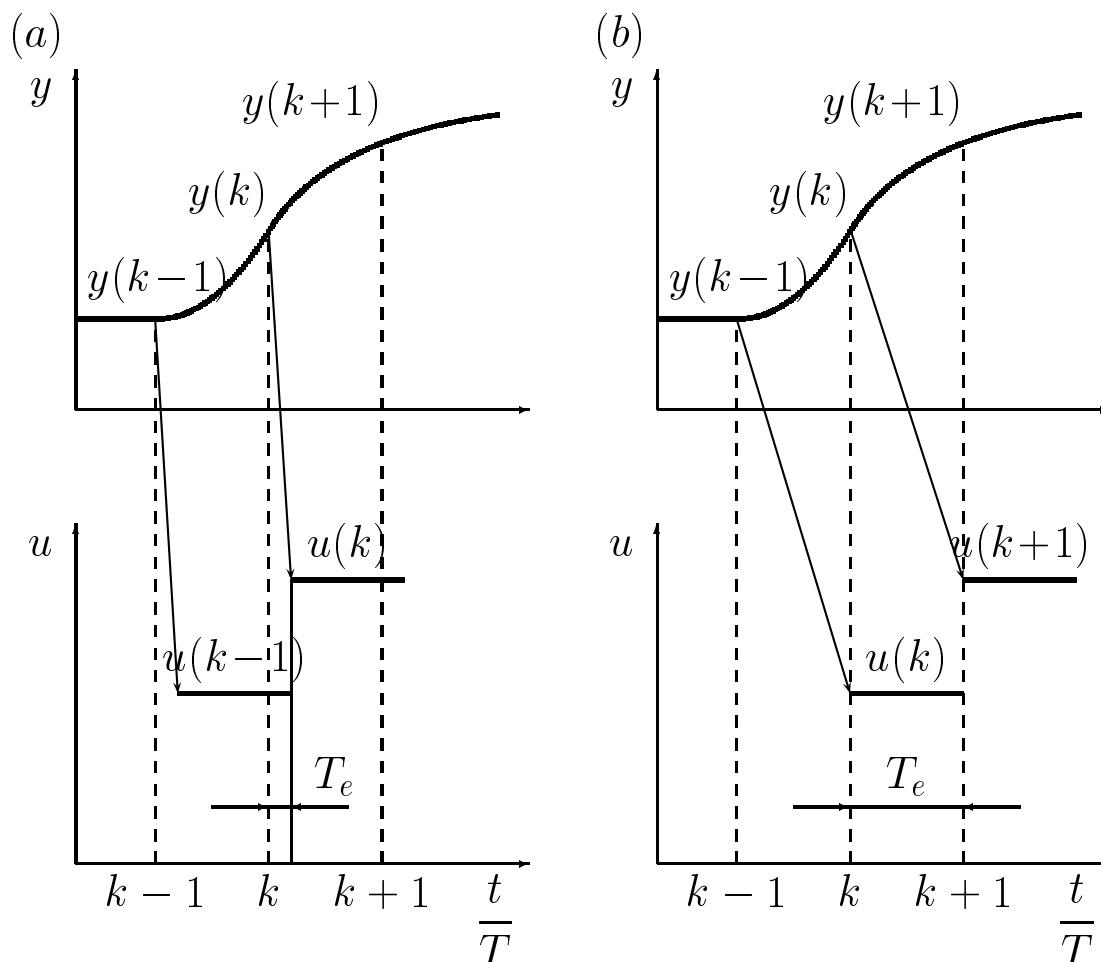 (a)
y
y(k+1)
y(k)
y(k−1)
u
u(k)
u(k−1)
T_e
k − 1
k
k + 1
t/T
(b)
y
y(k+1)
y(k)
y(k−1)
u
u(k+1)
u(k)
T_e
k − 1
k
k + 1
t/T